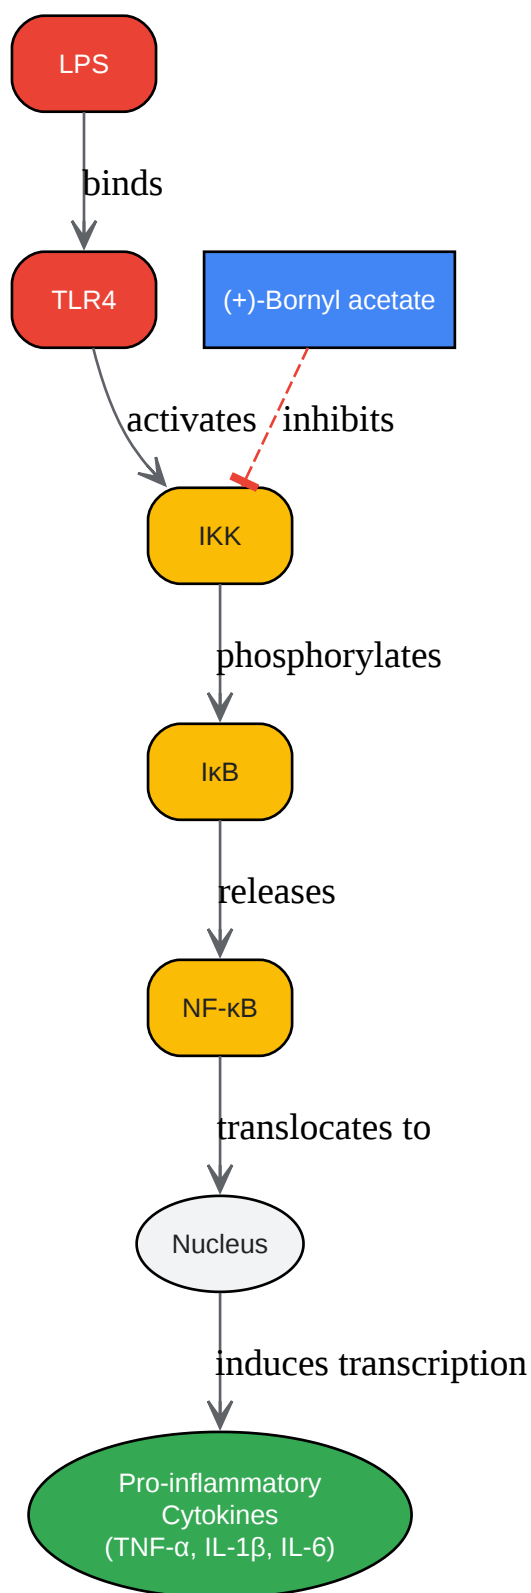 LPS
binds
TLR4
(+)-Bornyl acetate
activates
inhibits
IKK
phosphorylates
IκB
releases
NF-κB
translocates to
Nucleus
induces transcription
Pro-inflammatory
Cytokines
(TNF-α, IL-1β, IL-6)